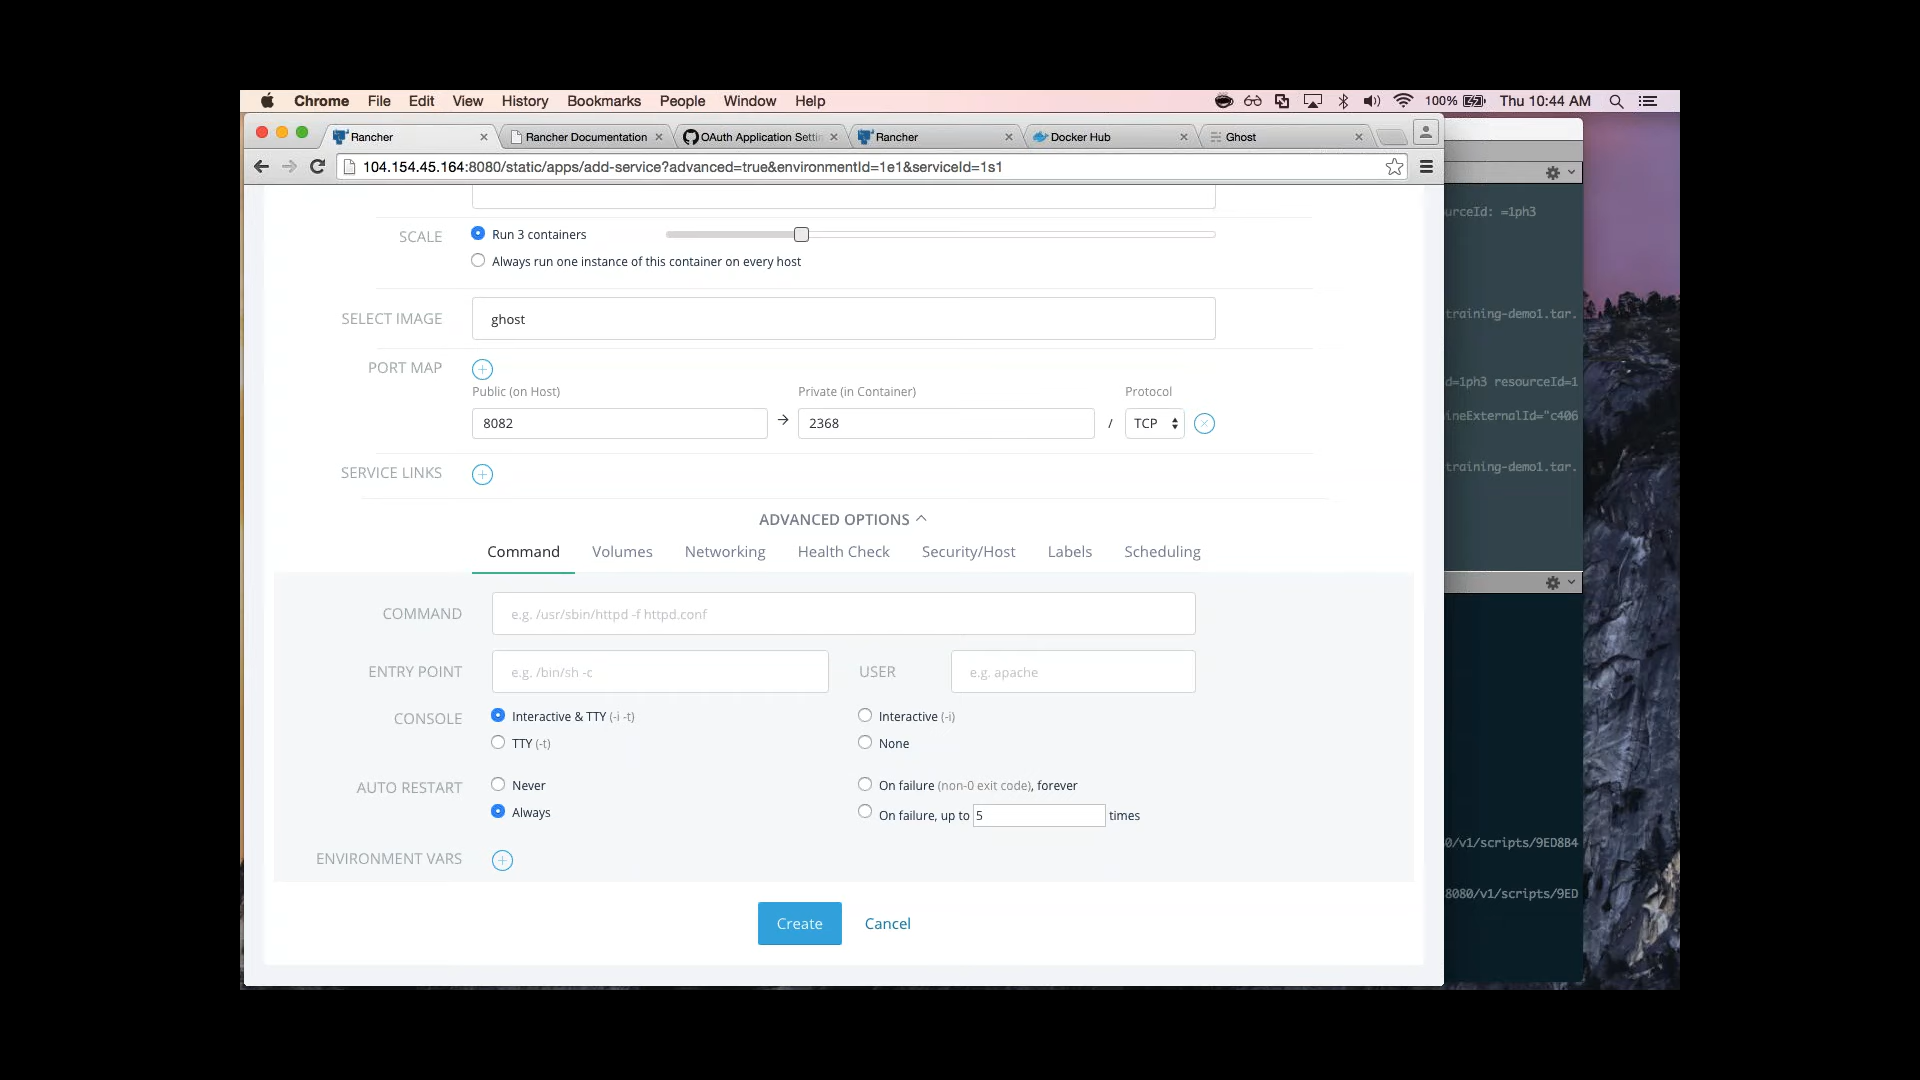 Chrome File Edit View History Bookmarks People Window Help 100% Thu 10:44 AM
Rancher Rancher Documentation OAuth Application Settin Rancher Docker Hub Ghost
104.154.45.164:8080/static/apps/add-service?advanced=true&environmentId=1e1&serviceId=1s1
urceId: =1ph3
SCALE Run 3 containers
Always run one instance of this container on every host
SELECT IMAGE ghost
training-demo1.tar.
PORT MAP
d=1ph3 resourceId=1
Public (on Host) Private (in Container) Protocol
ineExternalId="c406
8082 → 2368 / TCP
SERVICE LINKS
training-demo1.tar.
ADVANCED OPTIONS
Command Volumes Networking Health Check Security/Host Labels Scheduling
COMMAND e.g. /usr/sbin/httpd -f httpd.conf
ENTRY POINT e.g. /bin/sh -c USER e.g. apache
CONSOLE Interactive & TTY (-i -t) Interactive (-i)
TTY (-t) None
AUTO RESTART Never On failure (non-0 exit code), forever
Always On failure, up to 5 times
0/v1/scripts/9ED8B4
ENVIRONMENT VARS
8080/v1/scripts/9ED
Create Cancel